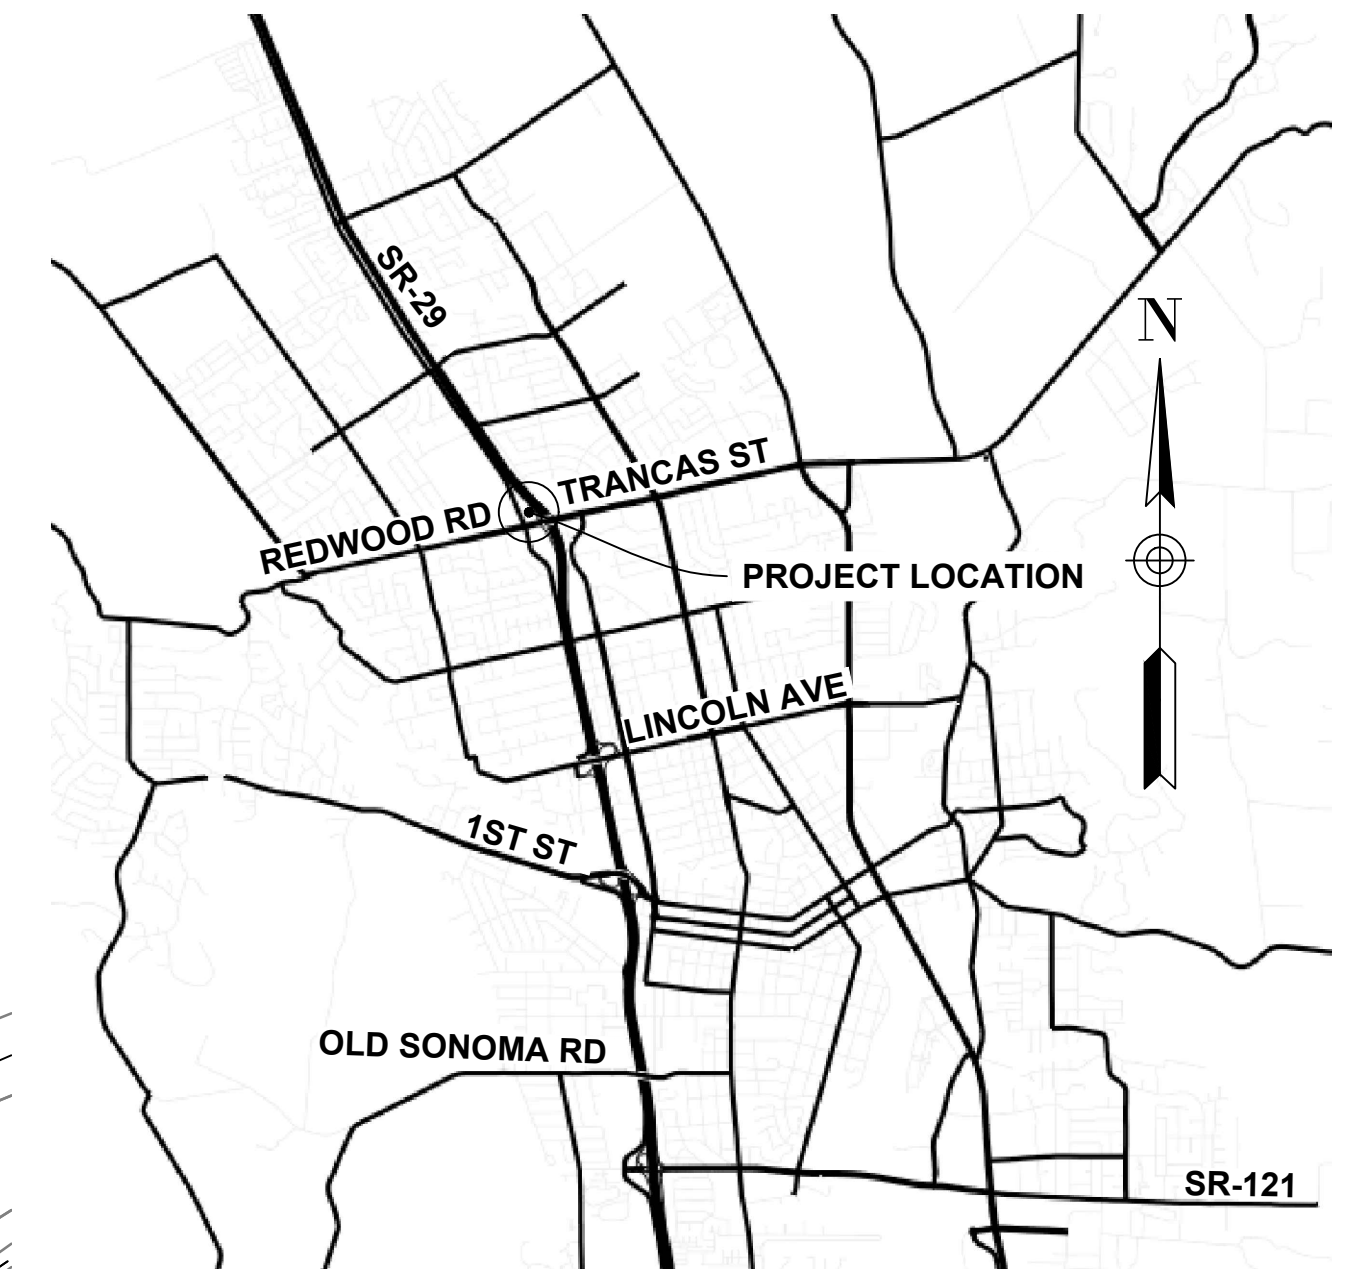 SR-29
N
TRANCAS ST
REDWOOD RD
PROJECT LOCATION
LINCOLN AVE
1ST ST
OLD SONOMA RD
SR-121